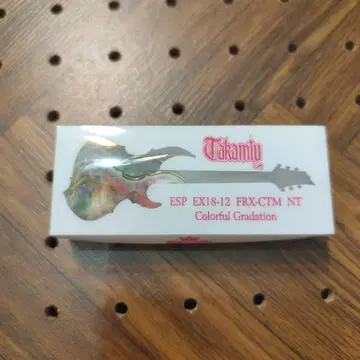 Takamiy
ESP EX18-12 FRX-CTM NT
Colorful Gradation